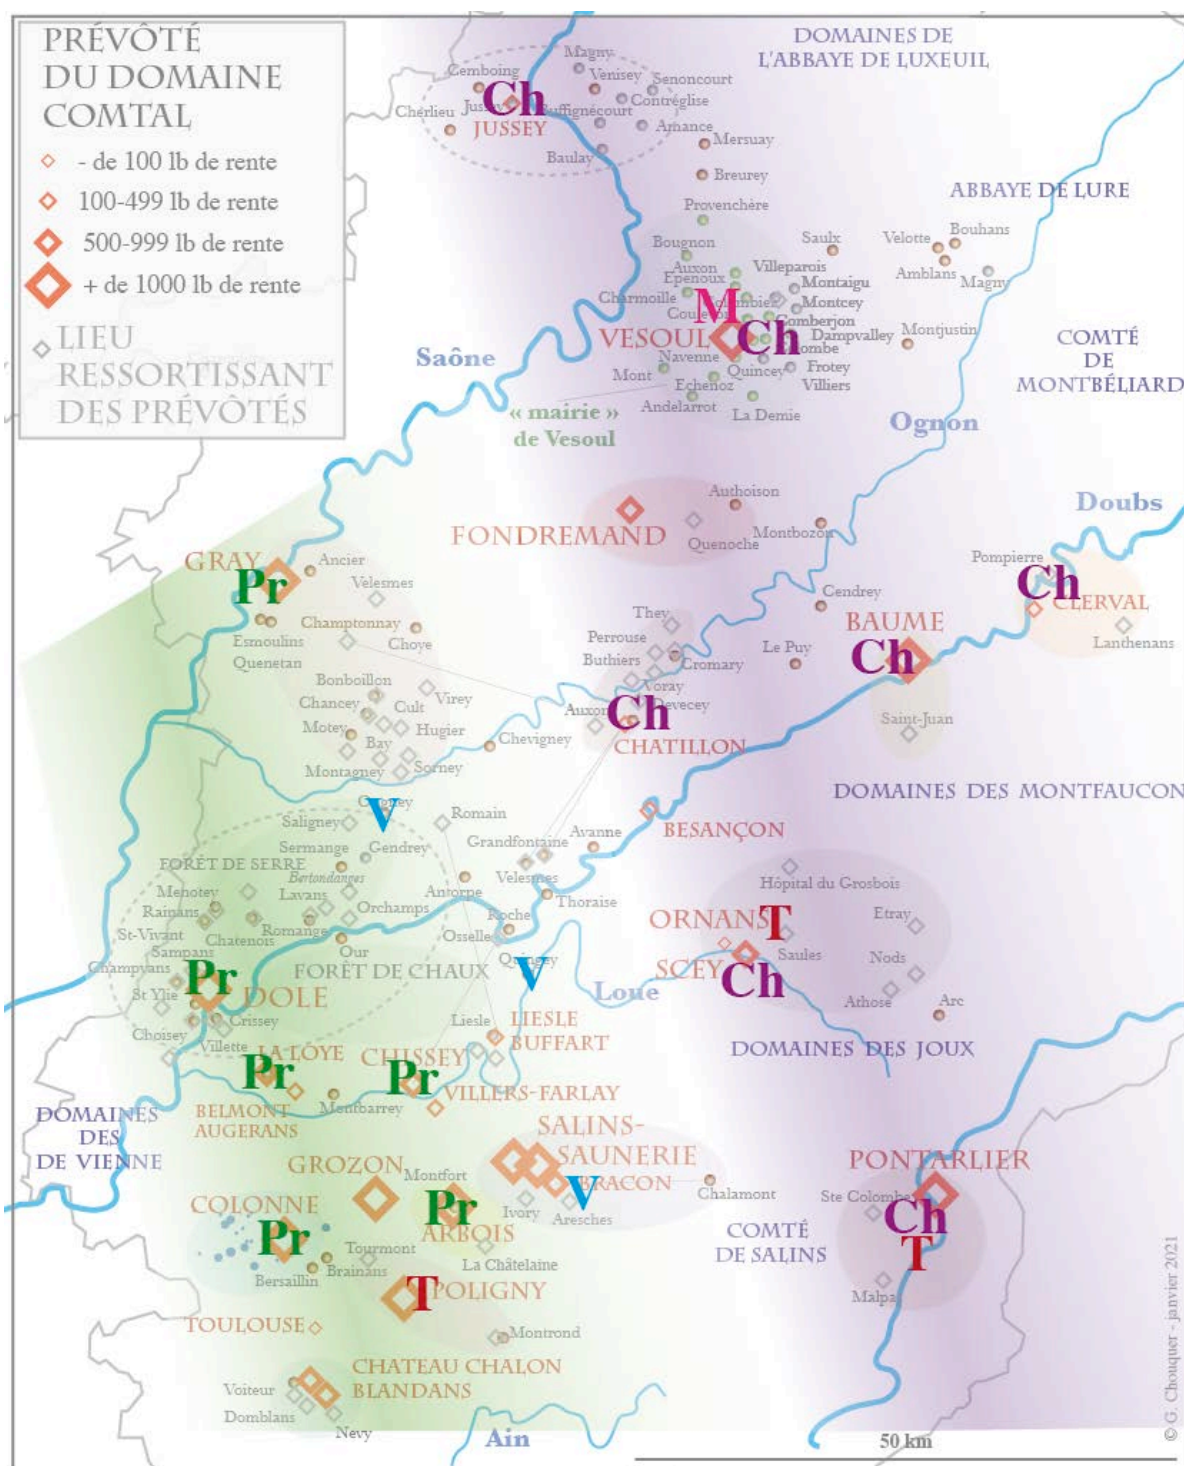 PRÉVÔTÉ
DU DOMAINE
COMTAL
- de 100 lb de rente
100-499 lb de rente
500-999 lb de rente
+ de 1000 lb de rente
LIEU
RESSORTISSANT
DES PRÉVÔTÉS
DOMAINES DE
L'ABBAYE DE LUXEUIL
Magny
Cemboing
Venisey
Senoncourt
Ch
Contréglise
Cherlieu
JUSSEY
Amance
Mersuay
Baulay
Breurey
ABBAYE DE LURE
Provenchère
Bouhans
Velotte
Saulx
Bougnon
Amblans
Auxon
Villeparois
Magny
Epenoux
Montaigu
Charmoille
Montcey
M
Comberjon
VESOUL
Ch
Dampvalley
Montjustin
Navenne
Mont
Quincey
Frotey
Echenoz
Villiers
Andelarrot
La Demie
« mairie »
de Vesoul
Saône
COMTÉ
DE
MONTBÉLIARD
Ognon
Doubs
Authoison
FONDREMAND
Quenoche
Montbozon
GRAY
Ancier
Pr
Velesmes
Pompierre
Ch
CLERVAL
Cendrey
Lanthenans
Esmoulins
Champtonnay
Choye
Quenetan
They
BAUME
Ch
Perrouse
Buthiers
Cromary
Le Puy
Bonboillon
Voray
Virey
Chancey
Cult
Devecey
Auxon
Ch
Saint-Juan
Motey
Hugier
CHATILLON
Bay
Chevigney
Montagney
Sorney
DOMAINES DES MONTFAUCON
V
Saligney
Romain
BESANÇON
Sermange
Gendrey
Grandfontaine
Avanne
FORÊT DE SERRE
Bertondanges
Velesmes
Menotey
Lavans
Antorpe
Thoraise
Hôpital du Grosbois
Rainans
Orchamps
Roche
Etray
St-Vivant
Chatenois
Romange
Osselle
ORNANS
T
Sampans
Our
Saules
Champvans
Pr
FORÊT DE CHAUX
Quingey
V
SCEY
Ch
Nods
St Ylie
DOLE
Loue
Athose
Arc
Crissey
Liesle
LIESLE
BUFFART
Choisey
Villette
LA LOYE
CHISSEY
DOMAINES DES JOUX
Pr
Pr
BELMONT
AUGERANS
Montbarrey
VILLERS-FARLAY
DOMAINES
DES
DE VIENNE
SALINS-
SAUNERIE
GROZON
Montfort
BRACON
PONTARLIER
V
Chalamont
Ste Colombe
COLONNE
Pr
Ivory
Aresches
Ch
Pr
ARBOIS
COMTÉ
DE SALINS
T
Tourmont
Brainans
La Châtelaine
Bersaillin
T
POLIGNY
TOULOUSE
Montrond
CHATEAU CHALON
BLANDANS
Voiteur
Domblans
Nevy
Ain
50 km
© G. Chouquer - janvier 2021